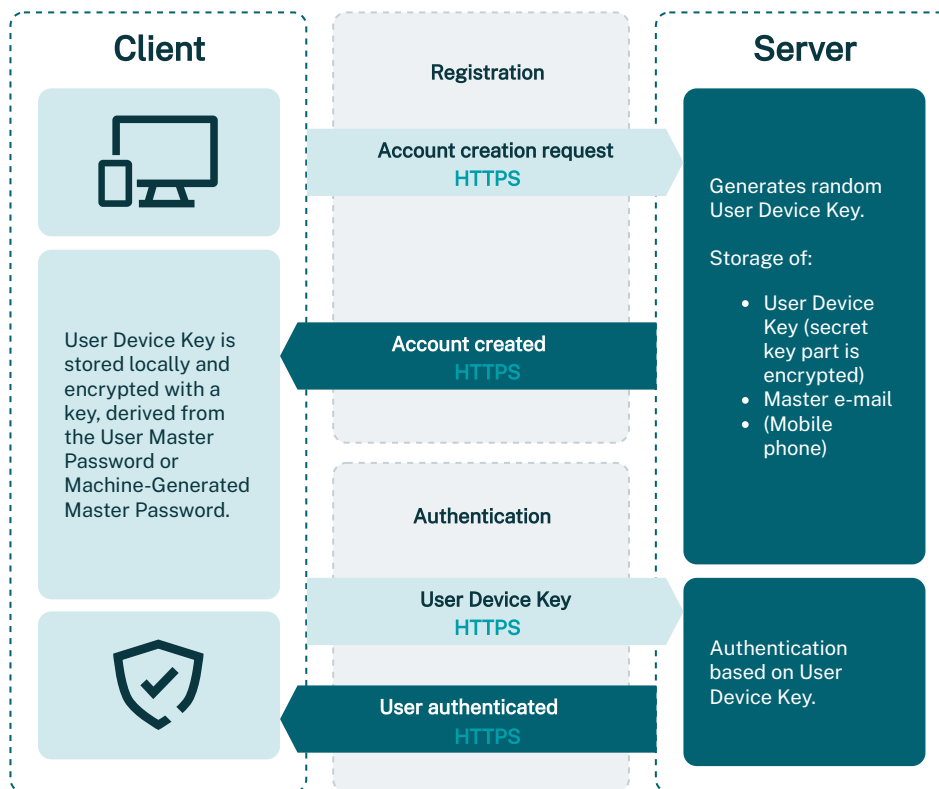 Client
Registration
Server
Account creation request
HTTPS
Generates random
User Device Key.
Storage of:
• User Device
Key (secret
key part is
encrypted)
• Master e-mail
• (Mobile
phone)
User Device Key is
stored locally and
encrypted with a
key, derived from
the User Master
Password or
Machine-Generated
Master Password.
Account created
HTTPS
Authentication
User Device Key
HTTPS
Authentication
based on User
Device Key.
User authenticated
HTTPS